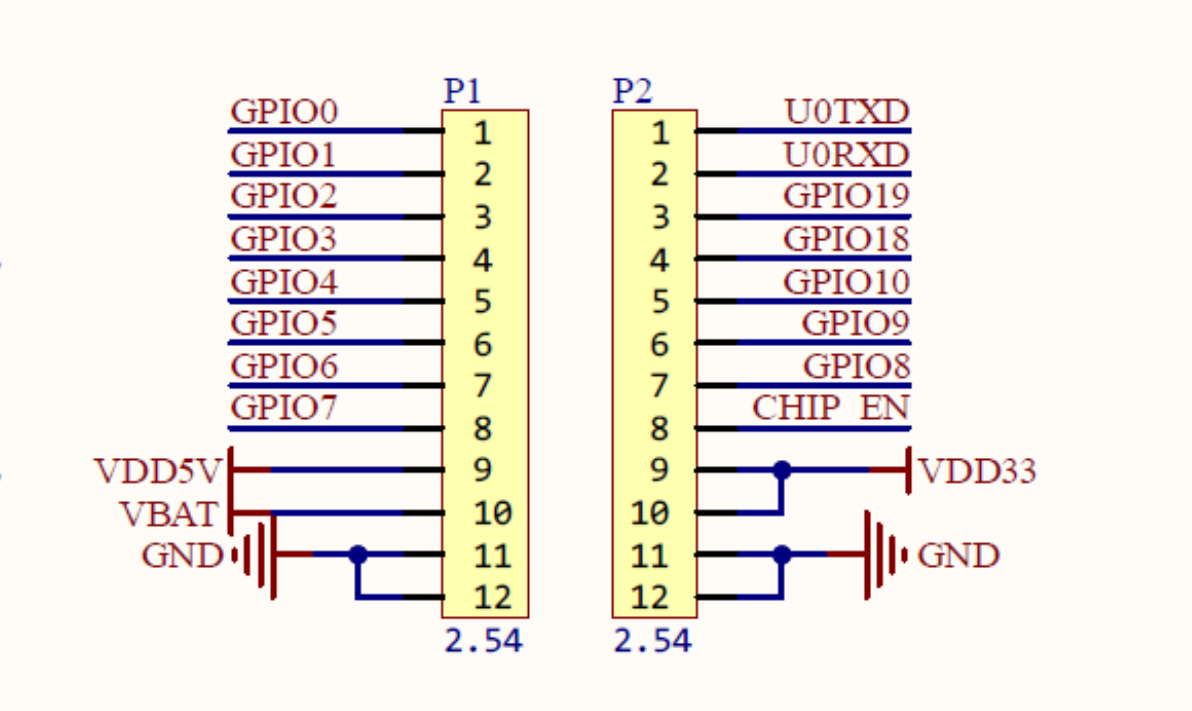 P1 P2
GPIO0 1 1 U0TXD
GPIO1 2 2 U0RXD
GPIO2 3 3 GPIO19
GPIO3 4 4 GPIO18
GPIO4 5 5 GPIO10
GPIO5 6 6 GPIO9
GPIO6 7 7 GPIO8
GPIO7 8 8 CHIP_EN
VDD5V 9 9 VDD33
VBAT 10 10
GND 11 11 GND
12 12
2.54 2.54